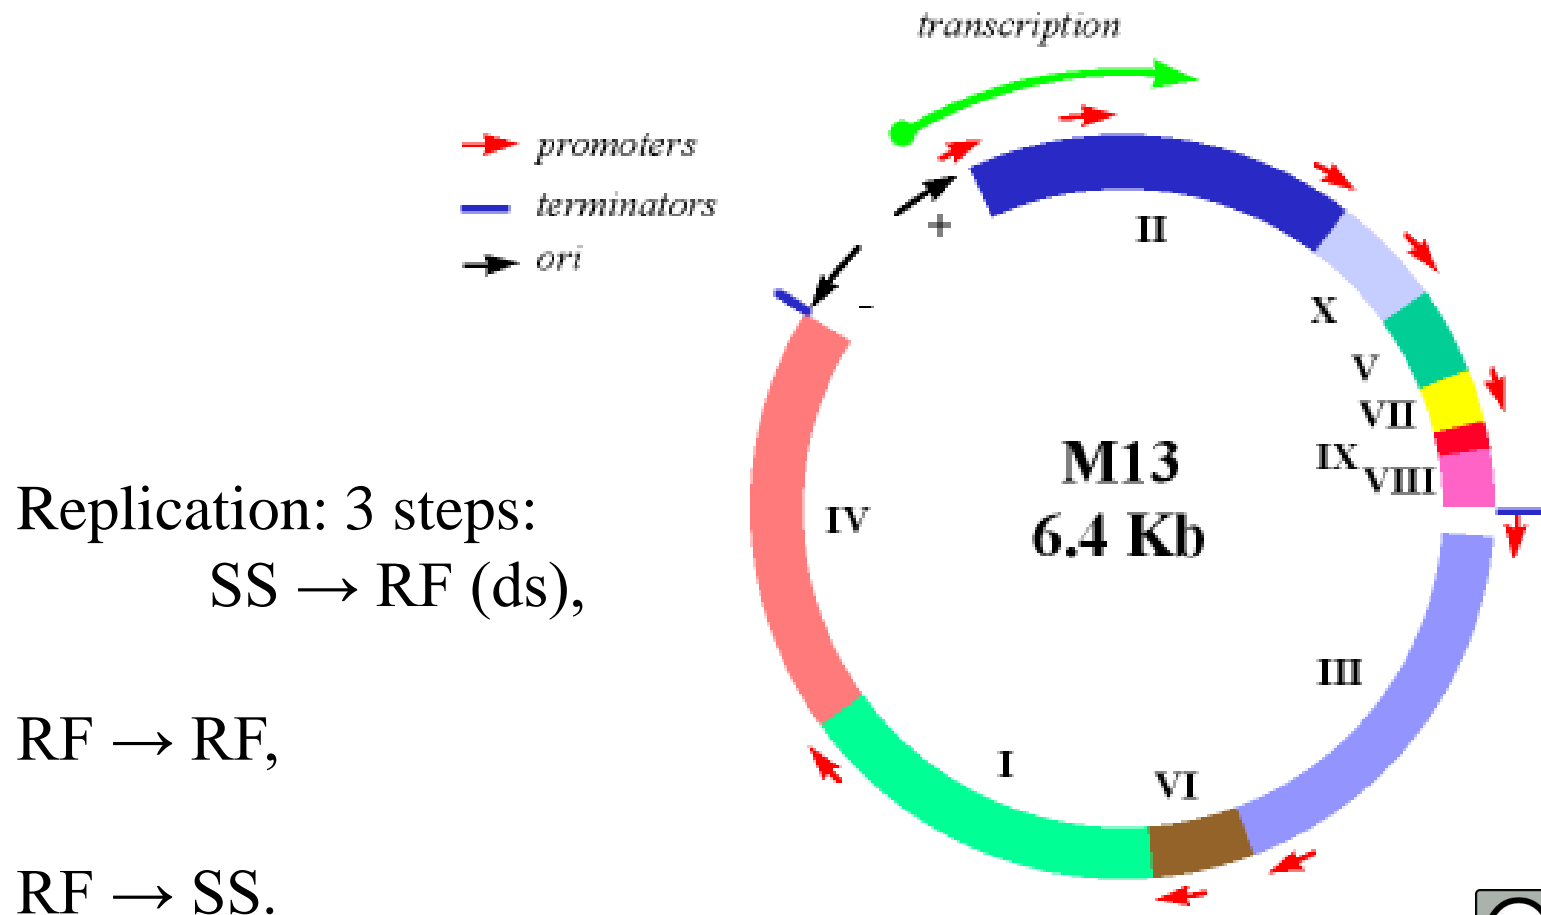 transcription
promoters
terminators
ori
+
-
II
X
V
VII
IX
VIII
M13
6.4 Kb
IV
III
I
VI
Replication: 3 steps:
SS → RF (ds),
RF → RF,
RF → SS.